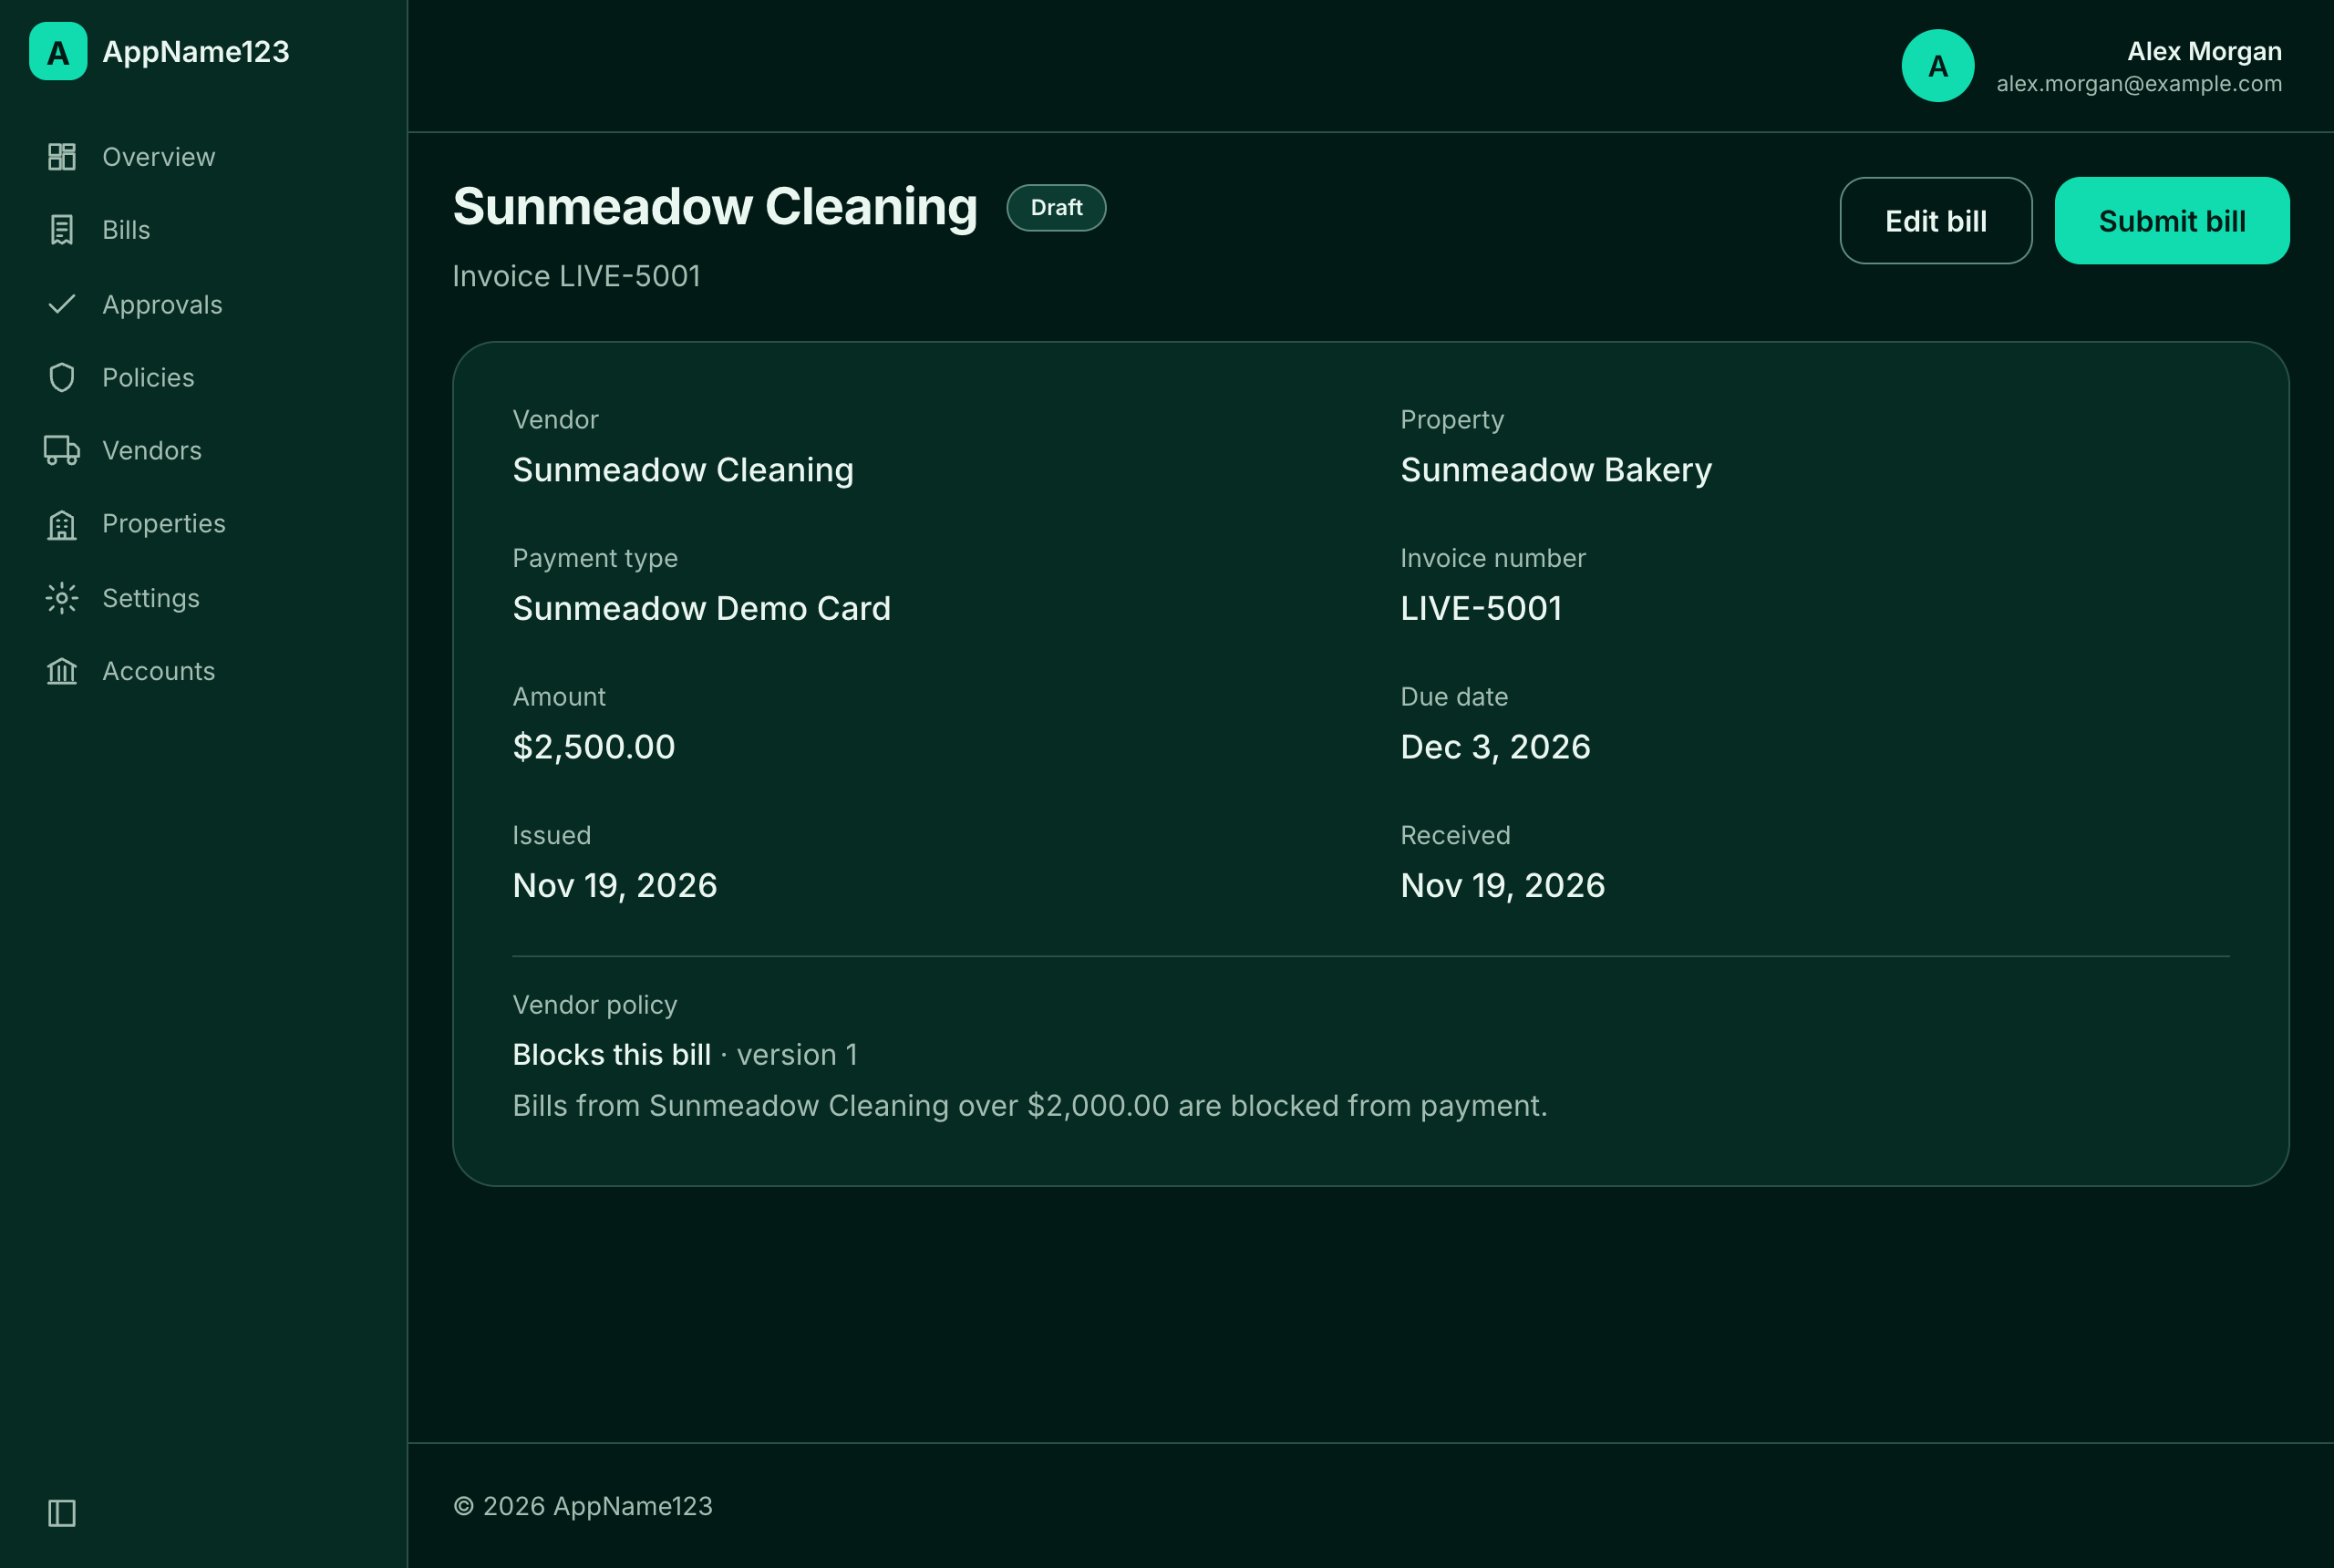 A AppName123
Overview
Bills
Approvals
Policies
Vendors
Properties
Settings
Accounts
A
Alex Morgan
alex.morgan@example.com
Sunmeadow Cleaning Draft
Invoice LIVE-5001
Edit bill
Submit bill
Vendor
Sunmeadow Cleaning
Property
Sunmeadow Bakery
Payment type
Sunmeadow Demo Card
Invoice number
LIVE-5001
Amount
$2,500.00
Due date
Dec 3, 2026
Issued
Nov 19, 2026
Received
Nov 19, 2026
Vendor policy
Blocks this bill · version 1
Bills from Sunmeadow Cleaning over $2,000.00 are blocked from payment.
© 2026 AppName123